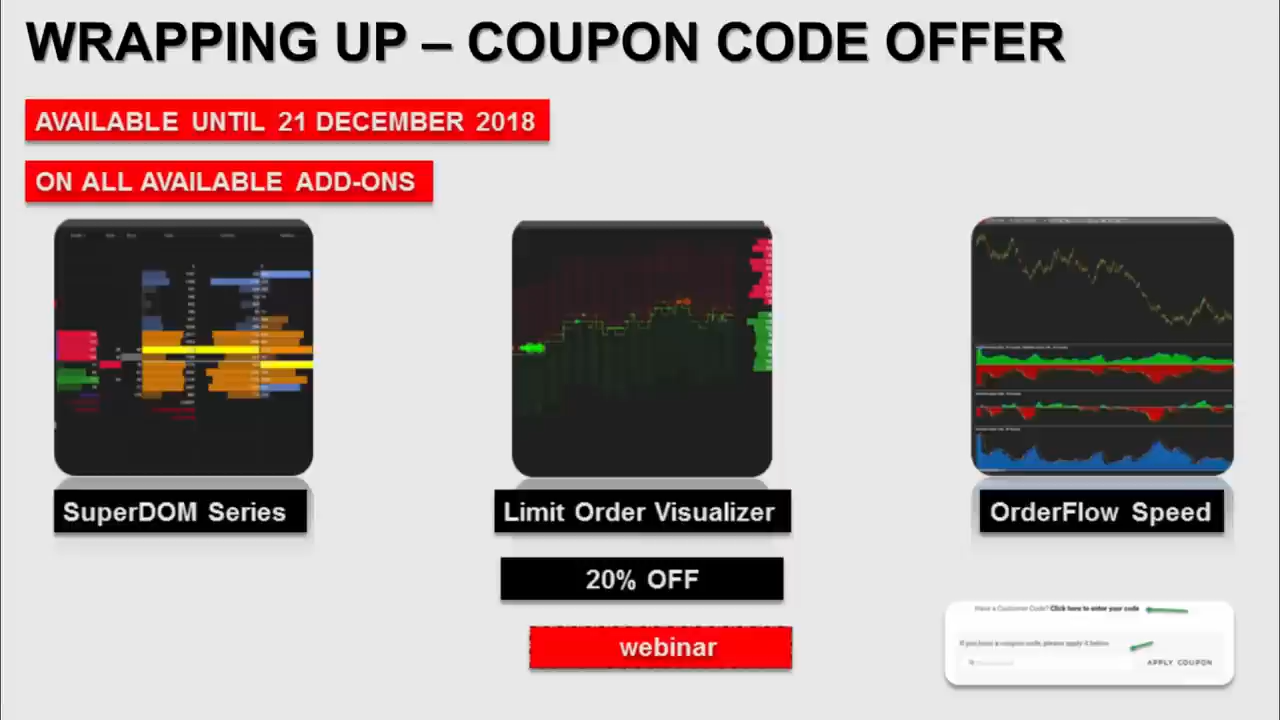 WRAPPING UP – COUPON CODE OFFER
AVAILABLE UNTIL 21 DECEMBER 2018
ON ALL AVAILABLE ADD-ONS
SuperDOM Series
Limit Order Visualizer
OrderFlow Speed
20% OFF
webinar
Have a Customer Code? Click here to enter your code
If you have a coupon code, please apply it below.
APPLY COUPON